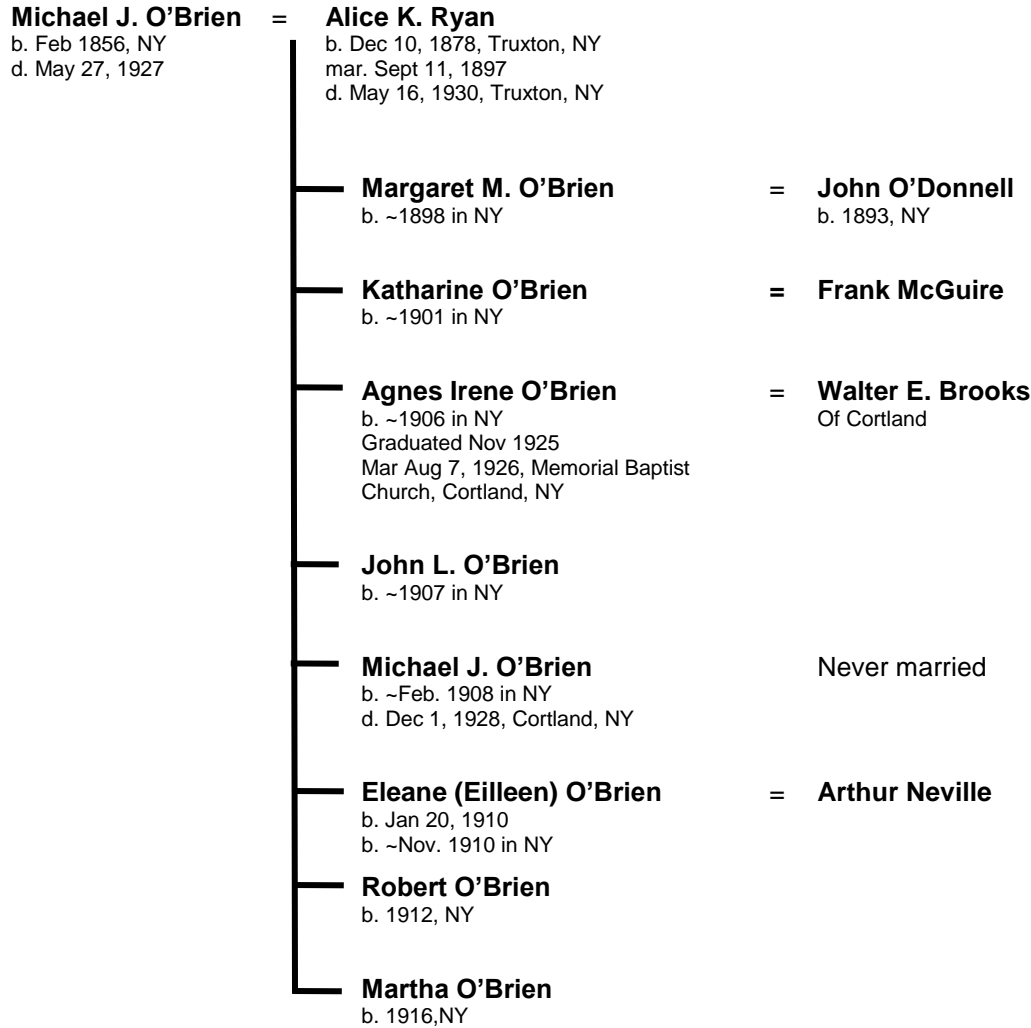 Michael J. O’Brien = Alice K. Ryan
b. Feb 1856, NY b. Dec 10, 1878, Truxton, NY
d. May 27, 1927 mar. Sept 11, 1897
d. May 16, 1930, Truxton, NY
Margaret M. O’Brien = John O’Donnell
b. ~1898 in NY b. 1893, NY
Katharine O’Brien = Frank McGuire
b. ~1901 in NY
Agnes Irene O’Brien = Walter E. Brooks
b. ~1906 in NY Of Cortland
Graduated Nov 1925
Mar Aug 7, 1926, Memorial Baptist
Church, Cortland, NY
John L. O’Brien
b. ~1907 in NY
Michael J. O’Brien Never married
b. ~Feb. 1908 in NY
d. Dec 1, 1928, Cortland, NY
Eleane (Eilleen) O’Brien = Arthur Neville
b. Jan 20, 1910
b. ~Nov. 1910 in NY
Robert O’Brien
b. 1912, NY
Martha O’Brien
b. 1916,NY